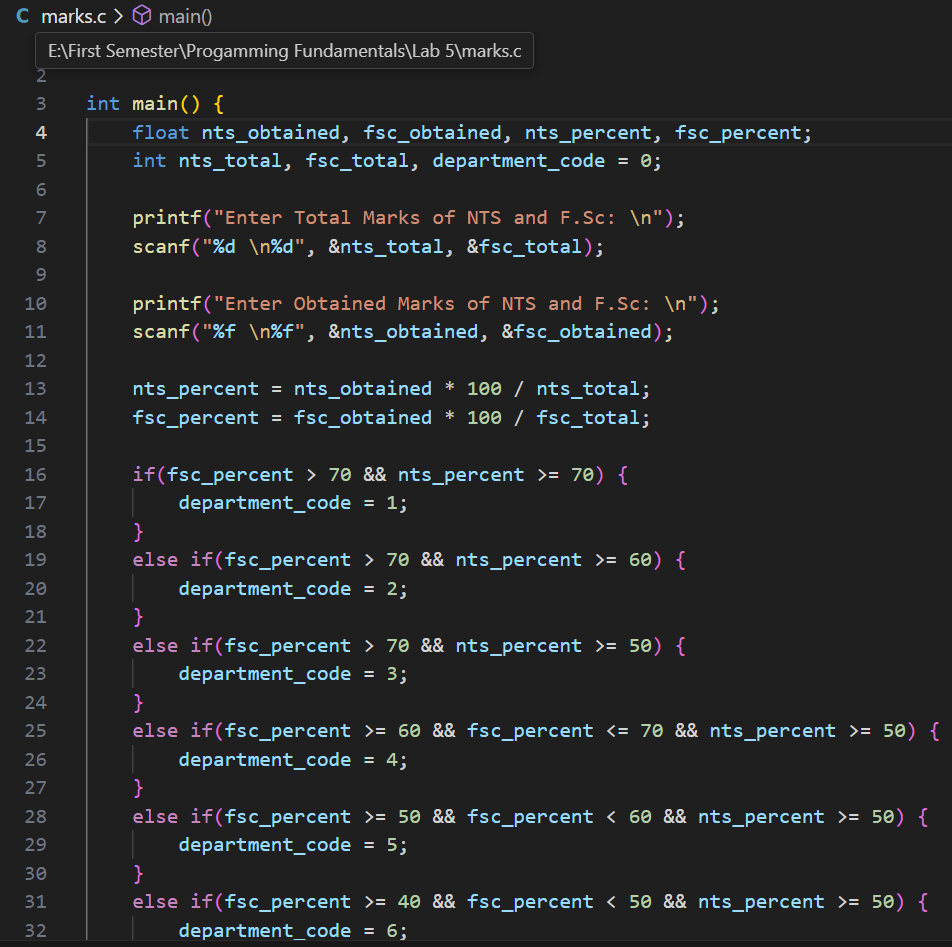 C marks.c > main()
E:\First Semester\Progamming Fundamentals\Lab 5\marks.c
2
3 int main() {
4 float nts_obtained, fsc_obtained, nts_percent, fsc_percent;
5 int nts_total, fsc_total, department_code = 0;
6
7 printf("Enter Total Marks of NTS and F.Sc: \n");
8 scanf("%d \n%d", &nts_total, &fsc_total);
9
10 printf("Enter Obtained Marks of NTS and F.Sc: \n");
11 scanf("%f \n%f", &nts_obtained, &fsc_obtained);
12
13 nts_percent = nts_obtained * 100 / nts_total;
14 fsc_percent = fsc_obtained * 100 / fsc_total;
15
16 if(fsc_percent > 70 && nts_percent >= 70) {
17 department_code = 1;
18 }
19 else if(fsc_percent > 70 && nts_percent >= 60) {
20 department_code = 2;
21 }
22 else if(fsc_percent > 70 && nts_percent >= 50) {
23 department_code = 3;
24 }
25 else if(fsc_percent >= 60 && fsc_percent <= 70 && nts_percent >= 50) {
26 department_code = 4;
27 }
28 else if(fsc_percent >= 50 && fsc_percent < 60 && nts_percent >= 50) {
29 department_code = 5;
30 }
31 else if(fsc_percent >= 40 && fsc_percent < 50 && nts_percent >= 50) {
32 department_code = 6;